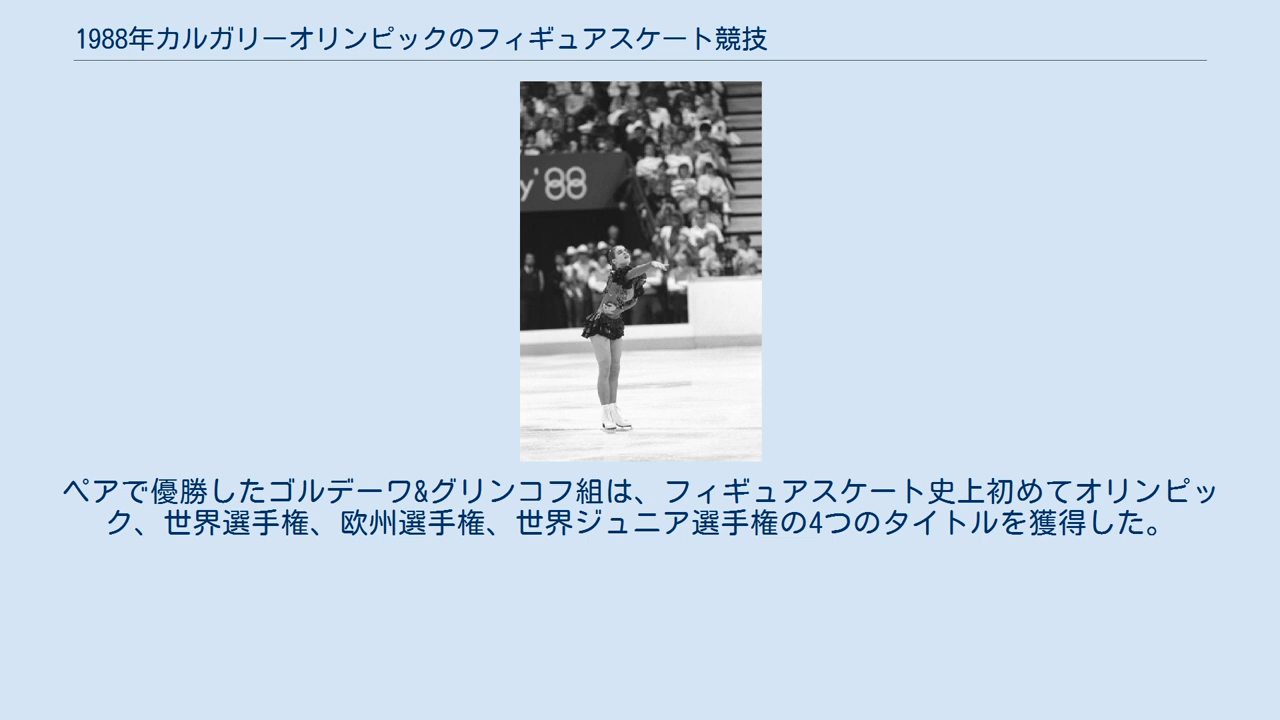 1988年カルガリーオリンピックのフィギュアスケート競技
y'88
ペアで優勝したゴルデーワ&グリンコフ組は、フィギュアスケート史上初めてオリンピッ
ク、世界選手権、欧州選手権、世界ジュニア選手権の4つのタイトルを獲得した。